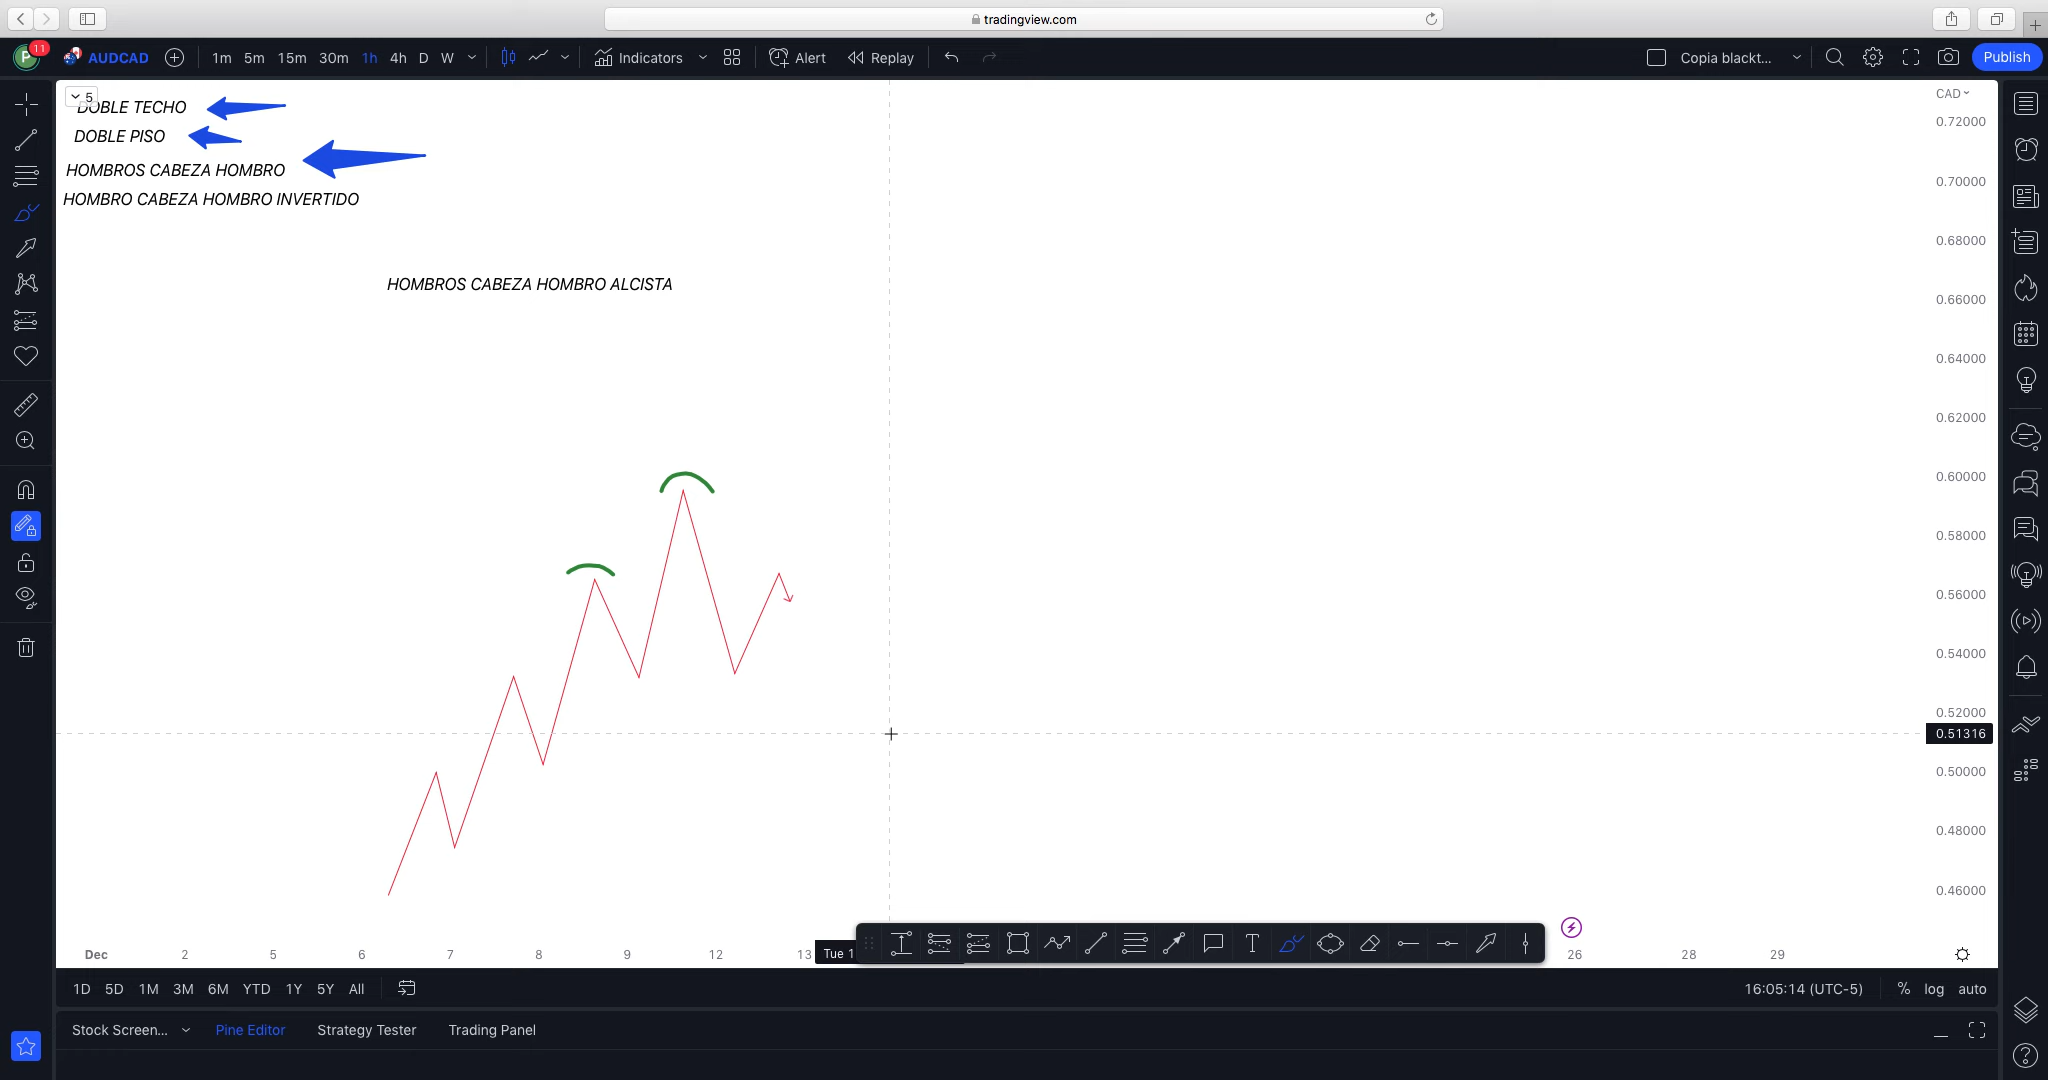 tradingview.com
P 11 AUDCAD 1m 5m 15m 30m 1h 4h D W Indicators Alert Replay Copia blackt... Publish
5
DOBLE TECHO
DOBLE PISO
HOMBROS CABEZA HOMBRO
HOMBRO CABEZA HOMBRO INVERTIDO
HOMBROS CABEZA HOMBRO ALCISTA
CAD
0.72000
0.70000
0.68000
0.66000
0.64000
0.62000
0.60000
0.58000
0.56000
0.54000
0.52000
0.51316
0.50000
0.48000
0.46000
Dec 2 5 6 7 8 9 12 13 Tue 1 26 28 29
1D 5D 1M 3M 6M YTD 1Y 5Y All 16:05:14 (UTC-5) % log auto
Stock Screen... Pine Editor Strategy Tester Trading Panel